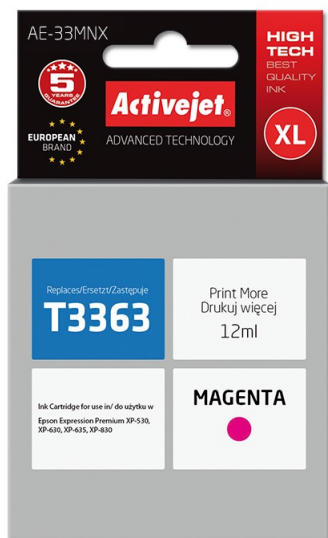 AE-33MNX
HIGH
TECH
BEST
QUALITY
INK
5
YEARS
GUARANTEE
Activejet®
EUROPEAN
BRAND
ADVANCED TECHNOLOGY
XL
Replaces/Ersetzt/Zastępuje
T3363
Print More
Drukuj więcej
12ml
Ink Cartridge for use in/ do użytku w
Epson Expression Premium XP-530,
XP-630, XP-635, XP-830
MAGENTA